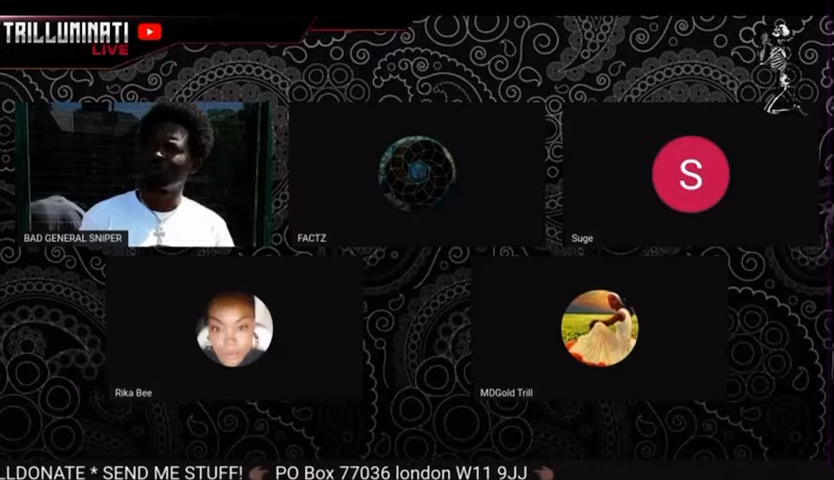 TRILLUMINATI
LIVE
BAD GENERAL SNIPER
FACTZ
S
Suge
Rika Bee
MDGold Trill
LLDONATE * SEND ME STUFF! PO Box 77036 london W11 9JJ